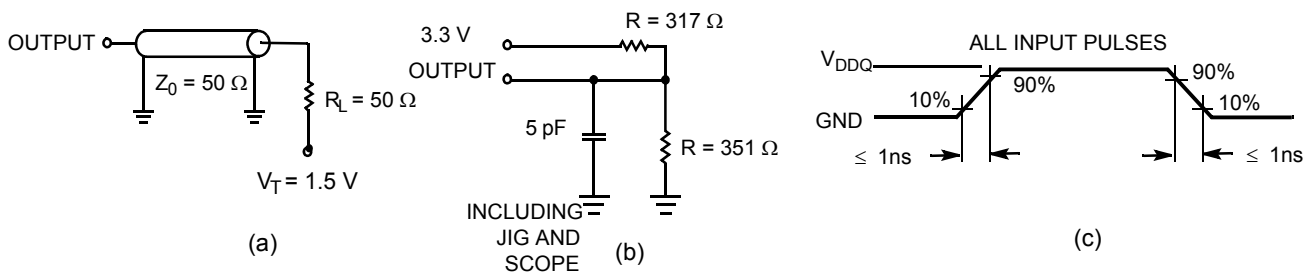 OUTPUT
Z0 = 50 Ω
RL = 50 Ω
VT = 1.5 V
(a)
R = 317 Ω
3.3 V
OUTPUT
5 pF
R = 351 Ω
INCLUDING
JIG AND
SCOPE
(b)
ALL INPUT PULSES
VDDQ
90%
10%
90%
10%
GND
≤ 1ns
≤ 1ns
(c)